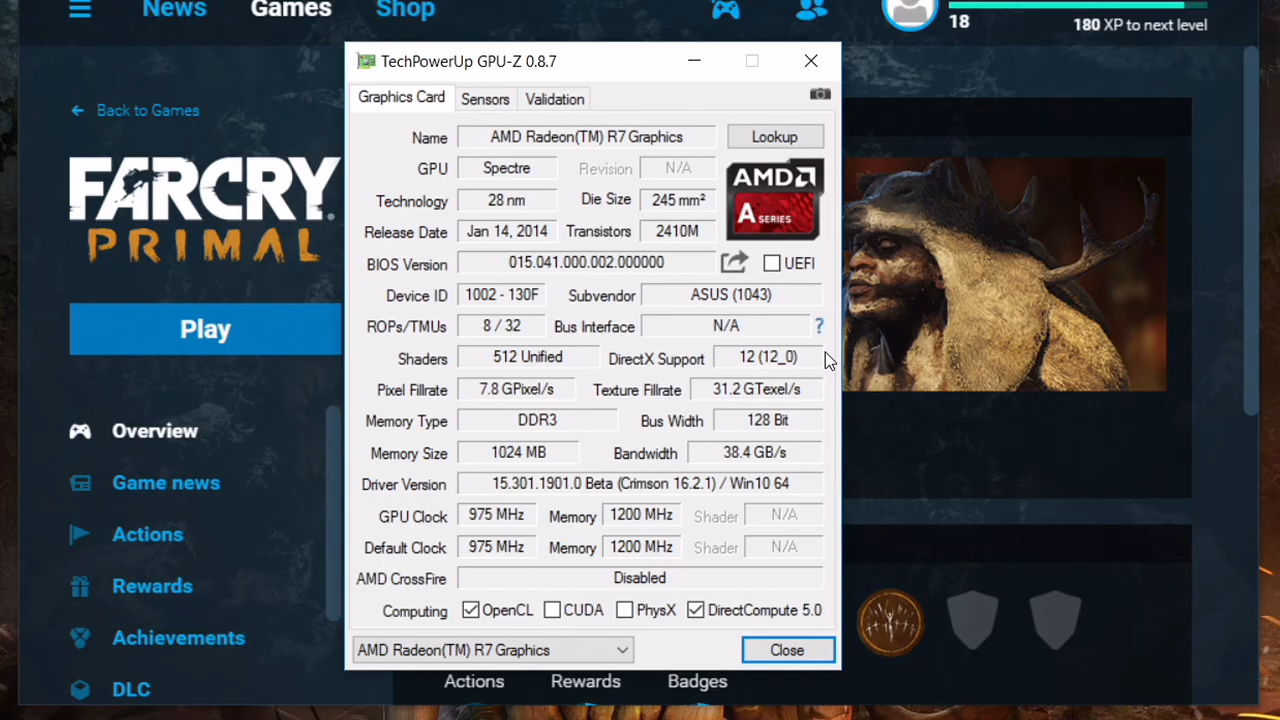 News Games Shop
18 180 XP to next level
Back to Games
FARCRY®
PRIMAL
Play
Overview
Game news
Actions
Rewards
Achievements
DLC
TechPowerUp GPU-Z 0.8.7
Graphics Card Sensors Validation
Name AMD Radeon(TM) R7 Graphics Lookup
GPU Spectre Revision N/A
AMD
A SERIES
Technology 28 nm Die Size 245 mm²
Release Date Jan 14, 2014 Transistors 2410M
BIOS Version 015.041.000.002.000000 UEFI
Device ID 1002 - 130F Subvendor ASUS (1043)
ROPs/TMUs 8 / 32 Bus Interface N/A ?
Shaders 512 Unified DirectX Support 12 (12_0)
Pixel Fillrate 7.8 GPixel/s Texture Fillrate 31.2 GTexel/s
Memory Type DDR3 Bus Width 128 Bit
Memory Size 1024 MB Bandwidth 38.4 GB/s
Driver Version 15.301.1901.0 Beta (Crimson 16.2.1) / Win10 64
GPU Clock 975 MHz Memory 1200 MHz Shader N/A
Default Clock 975 MHz Memory 1200 MHz Shader N/A
AMD CrossFire Disabled
Computing OpenCL CUDA PhysX DirectCompute 5.0
AMD Radeon(TM) R7 Graphics Close
Actions Rewards Badges